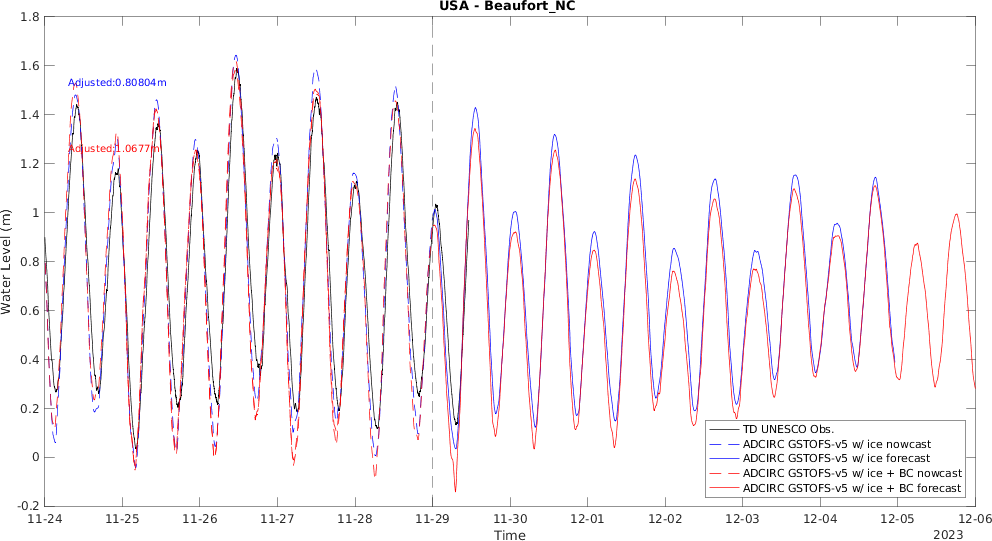 USA - Beaufort_NC
1.8
1.6
1.4
1.2
1
0.8
0.6
0.4
0.2
0
-0.2
Water Level (m)
Adjusted:0.80804m
Adjusted:1.0677m
TD UNESCO Obs.
ADCIRC GSTOFS-v5 w/ ice nowcast
ADCIRC GSTOFS-v5 w/ ice forecast
ADCIRC GSTOFS-v5 w/ ice + BC nowcast
ADCIRC GSTOFS-v5 w/ ice + BC forecast
11-24 11-25 11-26 11-27 11-28 11-29 11-30 12-01 12-02 12-03 12-04 12-05 12-06
Time
2023